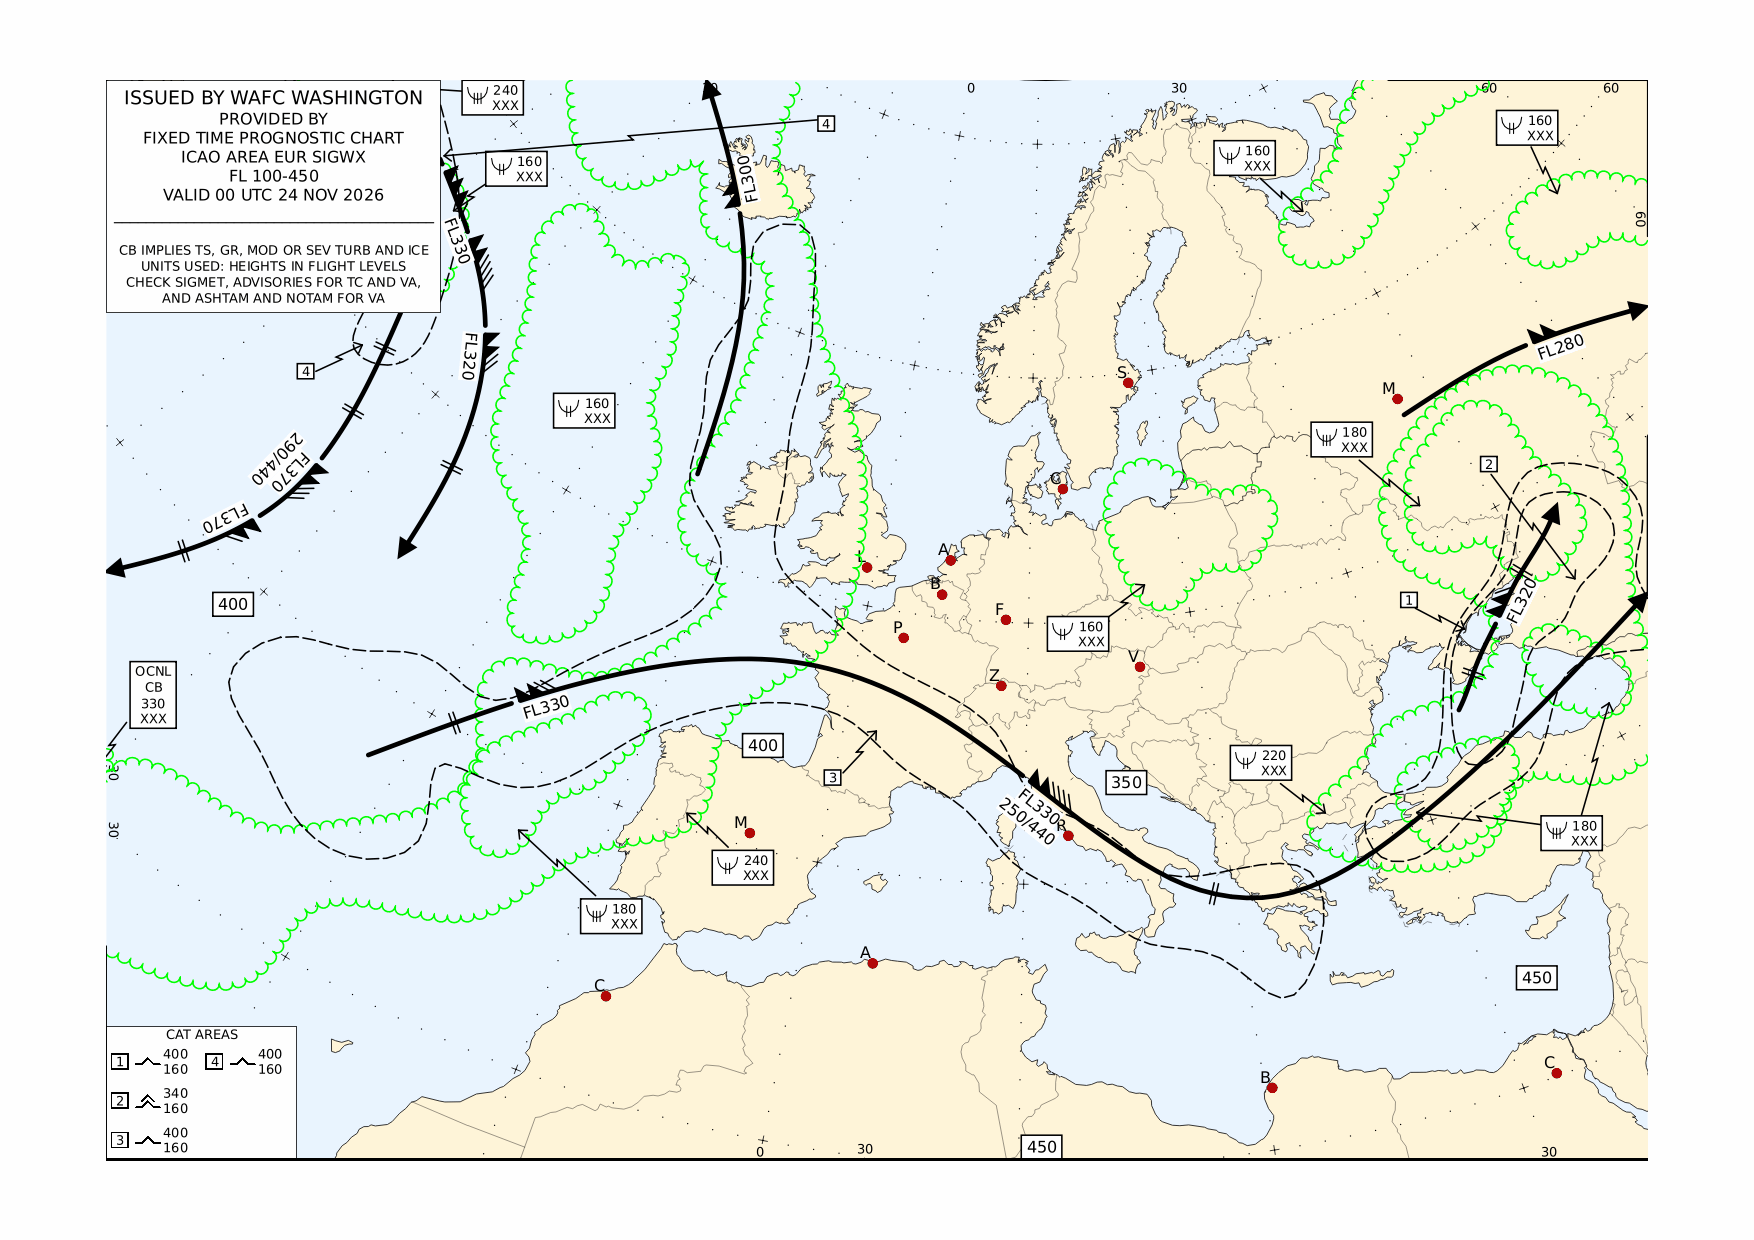 ISSUED BY WAFC WASHINGTON
PROVIDED BY
FIXED TIME PROGNOSTIC CHART
ICAO AREA EUR SIGWX
FL 100-450
VALID 00 UTC 24 NOV 2026
CB IMPLIES TS, GR, MOD OR SEV TURB AND ICE
UNITS USED: HEIGHTS IN FLIGHT LEVELS
CHECK SIGMET, ADVISORIES FOR TC AND VA,
AND ASHTAM AND NOTAM FOR VA
240
XXX
0
30
60
60
4
160
XXX
160
XXX
160
XXX
FL300
60
FL330
FL320
4
FL280
S
M
160
XXX
180
XXX
2
290/440
FL370
FL370
C
L
A
B
400
F
P
1
FL320
160
XXX
V
Z
OCNL
CB
330
XXX
FL330
400
3
350
220
XXX
30
FL330
250/440
M
R
180
XXX
240
XXX
180
XXX
A
C
450
CAT AREAS
1
400
160
4
400
160
2
340
160
3
400
160
B
C
0
30
450
30